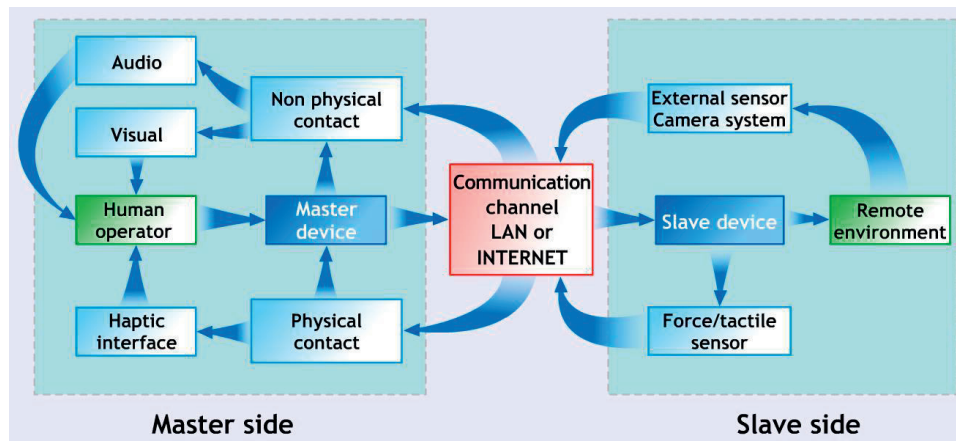 Audio
Visual
Human
operator
Haptic
interface
Non physical
contact
Master
device
Physical
contact
Communication
channel
LAN or
INTERNET
External sensor
Camera system
Slave device
Remote
environment
Force/tactile
sensor
Master side
Slave side